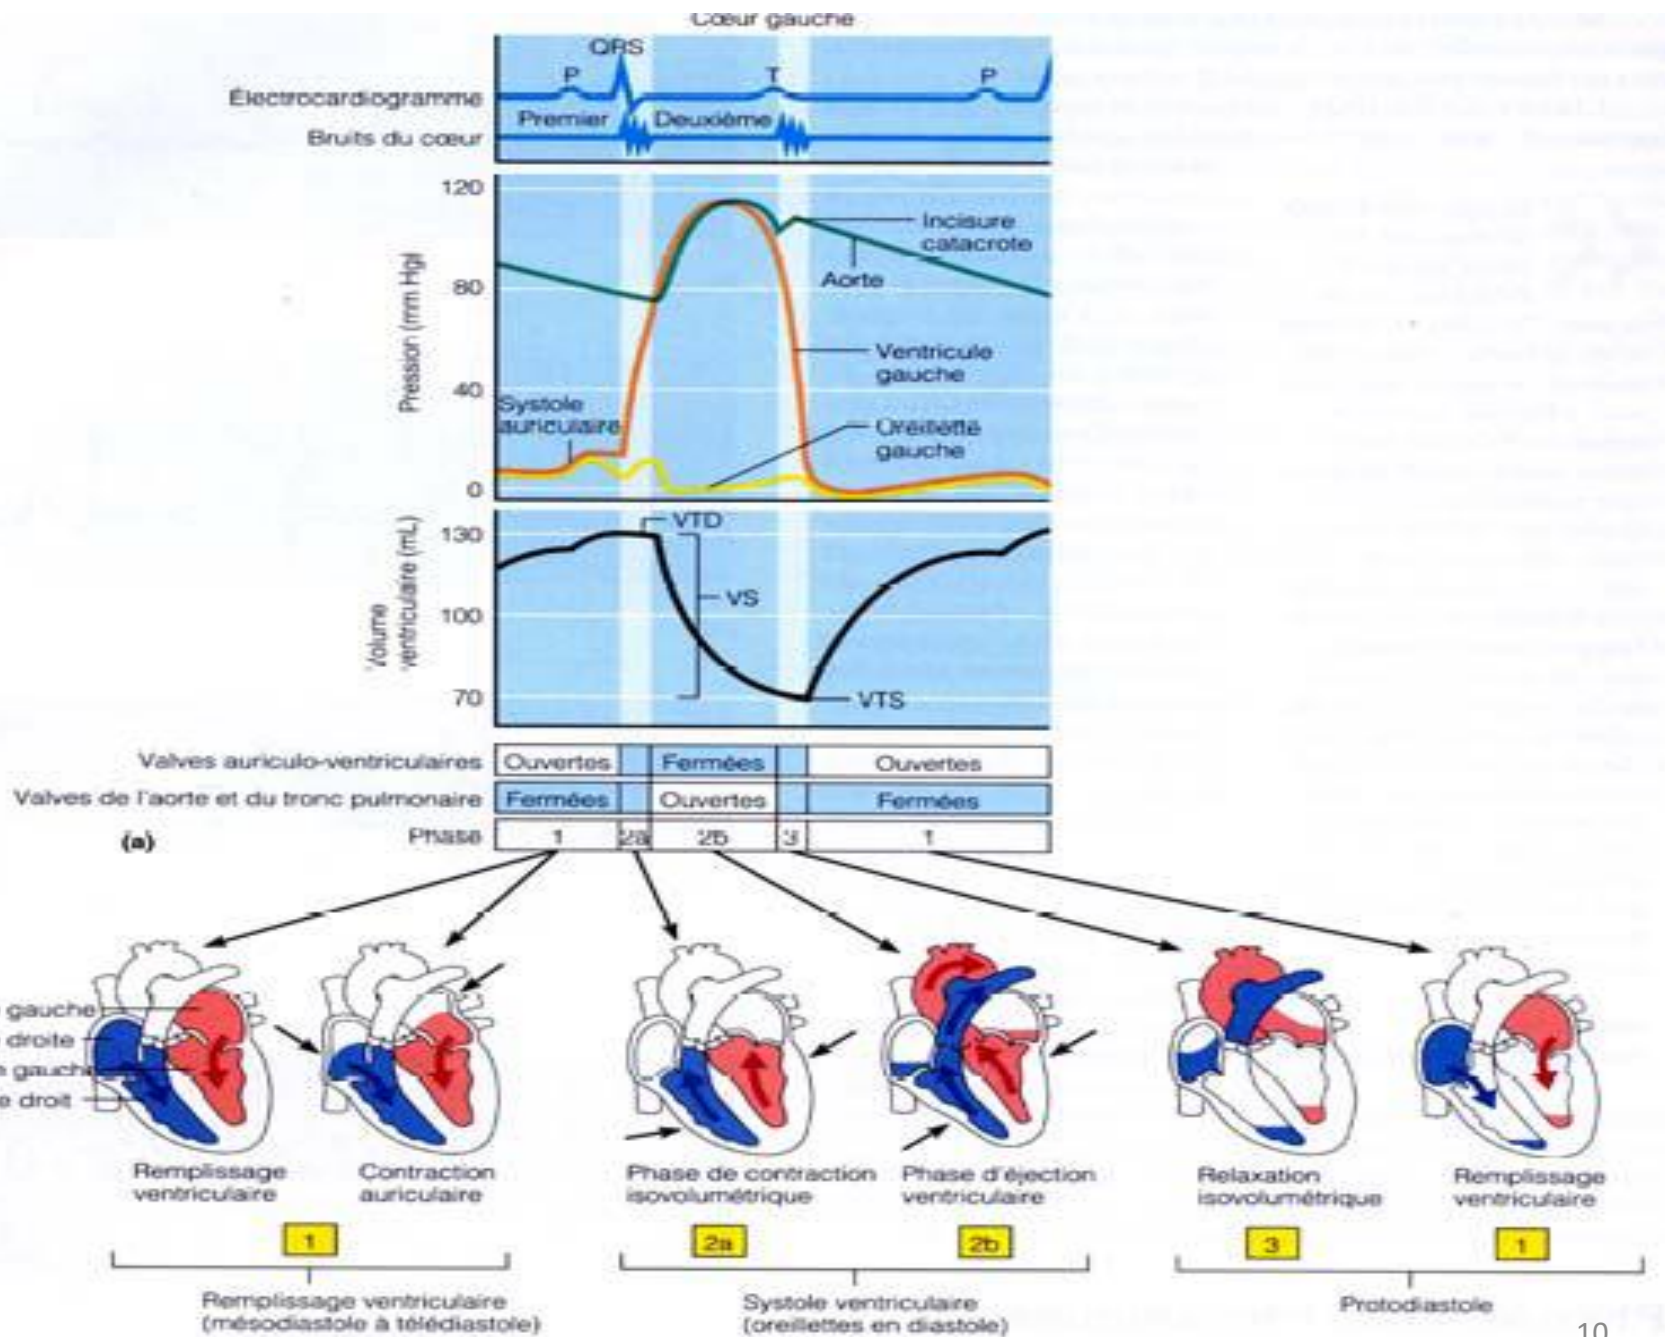 Cœur gauche
QRS
P
T
P
Électrocardiogramme
Premier
Deuxième
Bruits du cœur
120
80
40
0
Pression (mm Hg)
Incisure
catacrote
Aorte
Ventricule
gauche
Systole
auriculaire
Oreillette
gauche
130
100
70
Volume
ventriculaire (mL)
VTD
VS
VTS
Valves auriculo-ventriculaires
Ouvertes
Fermées
Ouvertes
Valves de l'aorte et du tronc pulmonaire
Fermées
Ouvertes
Fermées
(a)
Phase
1
2a
2b
3
1
gauche
droite
gauche
droit
Remplissage
ventriculaire
Contraction
auriculaire
Phase de contraction
isovolumétrique
Phase d'éjection
ventriculaire
Relaxation
isovolumétrique
Remplissage
ventriculaire
1
2a
2b
3
1
Remplissage ventriculaire
(mésodiastole à télédiastole)
Systole ventriculaire
(oreillettes en diastole)
Protodiastole
10